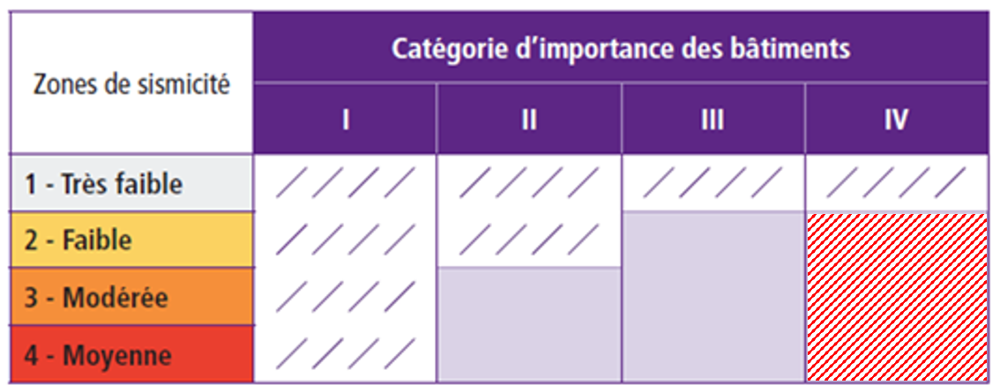 Zones de sismicité
Catégorie d’importance des bâtiments
I II III IV
1 - Très faible
2 - Faible
3 - Modérée
4 - Moyenne